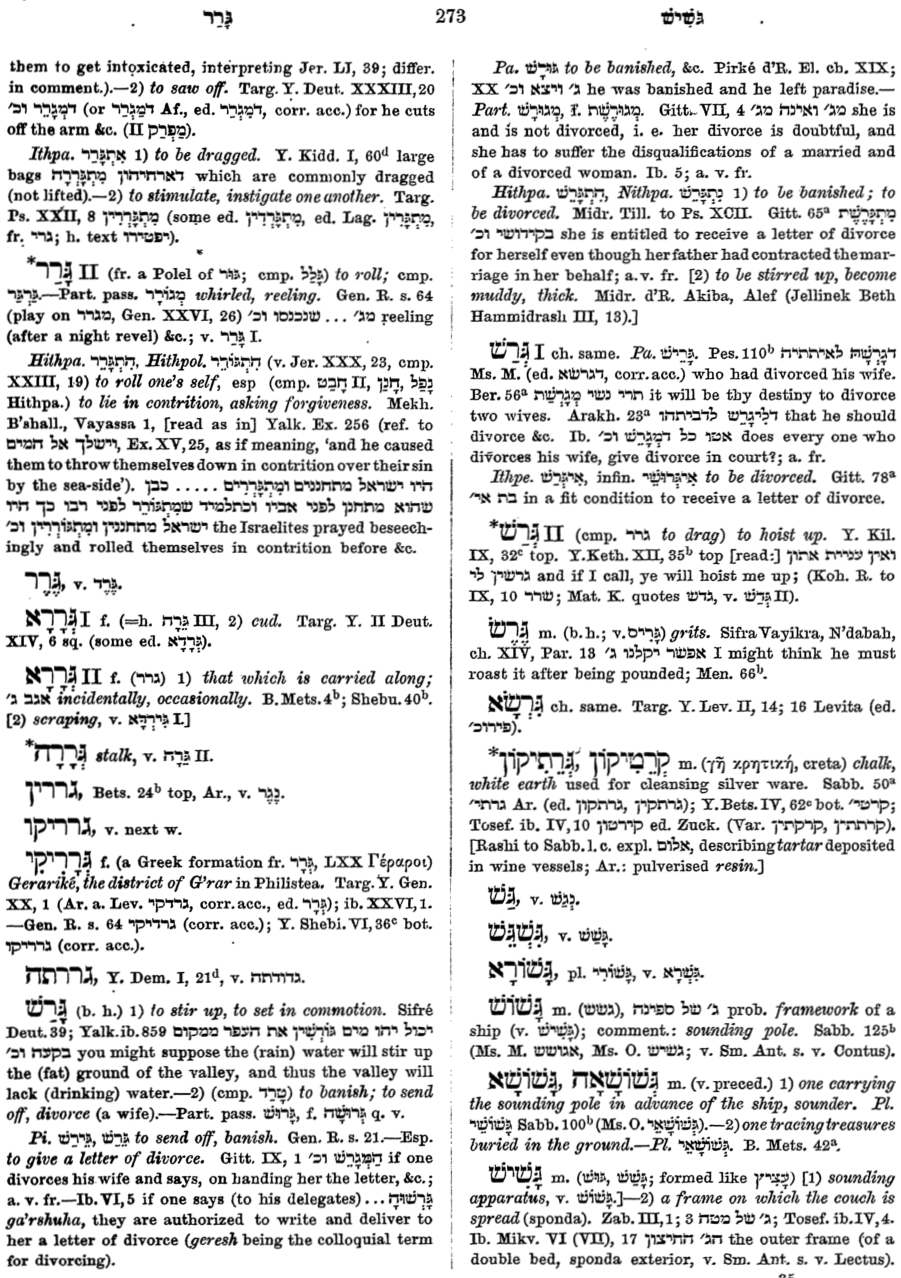 גָּרַר 273 גּשִׁישׁ
them to get intoxicated, interpreting Jer. LI, 39; differ.
in comment.).—2) to saw off. Targ. Y. Deut. XXXIII, 20
דִּמְגָרֵיר וכ׳ (or דמגרר Af., ed. דמגרר, corr. acc.) for he cuts
off the arm &c. (מַפְרַק II).
Ithpa. אִתְגָּרַר 1) to be dragged. Y. Kidd. I, 60d large
bags דארחיהון מִתְגָּרְרָה which are commonly dragged
(not lifted).—2) to stimulate, instigate one another. Targ.
Ps. XXII, 8 מִתְגָּרְרִין (some ed. מִתְגָּרְדִין, ed. Lag. מִתְגָּרִין,
fr. גרי; h. text יפטירו).
*גָּרַר II (fr. a Polel of גּוּר; cmp. גָּלַל) to roll; cmp.
גִּרְגֵּר.—Part. pass. מְגוֹרָר whirled, reeling. Gen. R. s. 64
(play on מגרר, Gen. XXVI, 26) מג׳ ... שנכנסו וכ׳ reeling
(after a night revel) &c.; v. גָּרַר I.
Hithpa. הִתְגָּרֵר, Hithpol. הִתְגּוֹרֵר (v. Jer. XXX, 23, cmp.
XXIII, 19) to roll one's self, esp (cmp. חָבַט II, חָנַן, נָפַל
Hithpa.) to lie in contrition, asking forgiveness. Mekh.
B'shall., Vayassa 1, [read as in] Yalk. Ex. 256 (ref. to
וישלך אל המים, Ex. XV, 25, as if meaning, 'and he caused
them to throw themselves down in contrition over their sin
by the sea-side'). היו ישראל מתחננים ומִתְגָּרְרִים ..... כבן
שהוא מתחנן לפני אביו וכתלמיד שמִתְגּוֹרֵר לפני רבו כך היו
ישראל מתחננין ומִתְגּוֹרְרִין וכ׳ the Israelites prayed beseech-
ingly and rolled themselves in contrition before &c.
גֶּרֶר, v. גֶּרֶד.
גְּרָרָא I f. (=h. גֵּרָה III, 2) cud. Targ. Y. II Deut.
XIV, 6 sq. (some ed. גְּרָדָא).
גְּרָרָא II f. (גרר) 1) that which is carried along;
אגב ג׳ incidentally, occasionally. B. Mets. 4b; Shebu. 40b.
[2) scraping, v. גִּירְדָּא I.]
*גְּרָרָה stalk, v. גֵּרָה II.
גררין, Bets. 24b top, Ar., v. נֶגֶר.
גרריקו, v. next w.
גְּרָרִיקִי f. (a Greek formation fr. גְּרָר, LXX Γέραροι)
Gerariké, the district of G'rar in Philistea. Targ. Y. Gen.
XX, 1 (Ar. a. Lev. גרדקי, corr. acc., ed. גְּרָר); ib. XXVI, 1.
—Gen. R. s. 64 גרדיקי (corr. acc.); Y. Shebi. VI, 36c bot.
גררריקו (corr. acc.).
גררתה, Y. Dem. I, 21d, v. גדודתה.
גָּרַשׁ (b. h.) 1) to stir up, to set in commotion. Sifré
Deut. 39; Yalk. ib. 859 יכול יהו מים גּוֹרְשִׁין את העפר ממקום
בקעה וכ׳ you might suppose the (rain) water will stir up
the (fat) ground of the valley, and thus the valley will
lack (drinking) water.—2) (cmp. טָרַד) to banish; to send
off, divorce (a wife).—Part. pass. גָּרוּשׁ, f. גְּרוּשָׁה q. v.
Pi. גֵּרַשׁ, גֵּירֵשׁ to send off, banish. Gen. R. s. 21.—Esp.
to give a letter of divorce. Gitt. IX, 1 הַמְּגָרֵשׁ וכ׳ if one
divorces his wife and says, on handing her the letter, &c.;
a. v. fr.—Ib. VI, 5 if one says (to his delegates) ... גָּרְשׁוּהָ
ga'rshuha, they are authorized to write and deliver to
her a letter of divorce (geresh being the colloquial term
for divorcing).
Pa. גּוֹרַשׁ to be banished, &c. Pirké d'R. El. ch. XIX;
XX ג׳ ויצא וכ׳ he was banished and he left paradise.—
Part. מְגוֹרָשׁ, f. מְגוֹרֶשֶׁת. Gitt. VII, 4 מג׳ ואינה מג׳ she is
and is not divorced, i. e. her divorce is doubtful, and
she has to suffer the disqualifications of a married and
of a divorced woman. Ib. 5; a. v. fr.
Hithpa. הִתְגָּרֵשׁ, Nithpa. נִתְגָּרֵשׁ 1) to be banished; to
be divorced. Midr. Till. to Ps. XCII. Gitt. 65a מִתְגָּרֶשֶׁת
בקידושי וכ׳ she is entitled to receive a letter of divorce
for herself even though her father had contracted the mar-
riage in her behalf; a. v. fr. [2) to be stirred up, become
muddy, thick. Midr. d'R. Akiba, Alef (Jellinek Beth
Hammidrash III, 13).]
גְּרַשׁ I ch. same. Pa. גָּרֵישׁ. Pes. 110b דגָרְשָׁהּ לאיתתיה
Ms. M. (ed. דגרשא, corr. acc.) who had divorced his wife.
Ber. 56a תרי נשי מְגָרְשַׁתְּ it will be thy destiny to divorce
two wives. Arakh. 23a דליגָרֵשׁ לדביתהו that he should
divorce &c. Ib. אטו כל דמְגָרֵשׁ וכ׳ does every one who
divorces his wife, give divorce in court?; a. fr.
Ithpe. אִיגָּרֵשׁ, infin. אִיגָּרוּשֵׁי to be divorced. Gitt. 78a
בת אי׳ in a fit condition to receive a letter of divorce.
*גְּרַשׁ II (cmp. גרר to drag) to hoist up. Y. Kil.
IX, 32c top. Y. Keth. XII, 35b top [read:] ואין עניית אתון
גרשין לי and if I call, ye will hoist me up; (Koh. R. to
IX, 10 שרר; Mat. K. quotes גדש, v. גְּדַשׁ II).
גֶּרֶשׂ m. (b. h.; v. גָּרִיס) grits. Sifra Vayikra, N'dabah,
ch. XIV, Par. 13 אפשר יקלנו ג׳ I might think he must
roast it after being pounded; Men. 66b.
גִּרְשָׂא ch. same. Targ. Y. Lev. II, 14; 16 Levita (ed.
פירוכ׳).
*גְּרֵתִיקוֹן, קְרֵטִיקוֹן m. (γῆ κρητική, creta) chalk,
white earth used for cleansing silver ware. Sabb. 50a
גרתי׳ Ar. (ed. גרתקין, גרתקון); Y. Bets. IV, 62c bot. קרטי׳;
Tosef. ib. IV, 10 קירטון ed. Zuck. (Var. קרתתין, קרקתין).
[Rashi to Sabb. l. c. expl. אלום, describing tartar deposited
in wine vessels; Ar.: pulverised resin.]
גַּשׁ, v. נְגַשׁ.
גִּשְׁגֵּשׁ, v. גָּשַׁשׁ.
גָּשׁוֹרָא, pl. גָּשׁוֹרֵי, v. גְּשׁרָא.
גָּשׁוֹשׁ m. (גשש) ג׳ של ספינה prob. framework of a
ship (v. גָּשִׁישׁ); comment.: sounding pole. Sabb. 125b
(Ms. M. אגושש, Ms. O. גשיש; v. Sm. Ant. s. v. Contus).
גָּשׁוֹשָׁא, גָּשׁוֹשָׁאָה m. (v. preced.) 1) one carrying
the sounding pole in advance of the ship, sounder. Pl.
גָּשׁוֹשֵׁי Sabb. 100b (Ms. O. גָּשׁוֹשָׁאֵי).—2) one tracing treasures
buried in the ground.—Pl. גָּשׁוֹשָׁאֵי. B. Mets. 42a.
גָּשִׁישׁ m. (גּוּשׁ, גָּשַׁשׁ; formed like עָצִיץ) [1) sounding
apparatus, v. גָּשׁוֹשׁ.]—2) a frame on which the couch is
spread (sponda). Zab. III, 1; 3 ג׳ של מטה; Tosef. ib. IV, 4.
Ib. Mikv. VI (VII), 17 הג׳ החיצון the outer frame (of a
double bed, sponda exterior, v. Sm. Ant. s. v. Lectus).